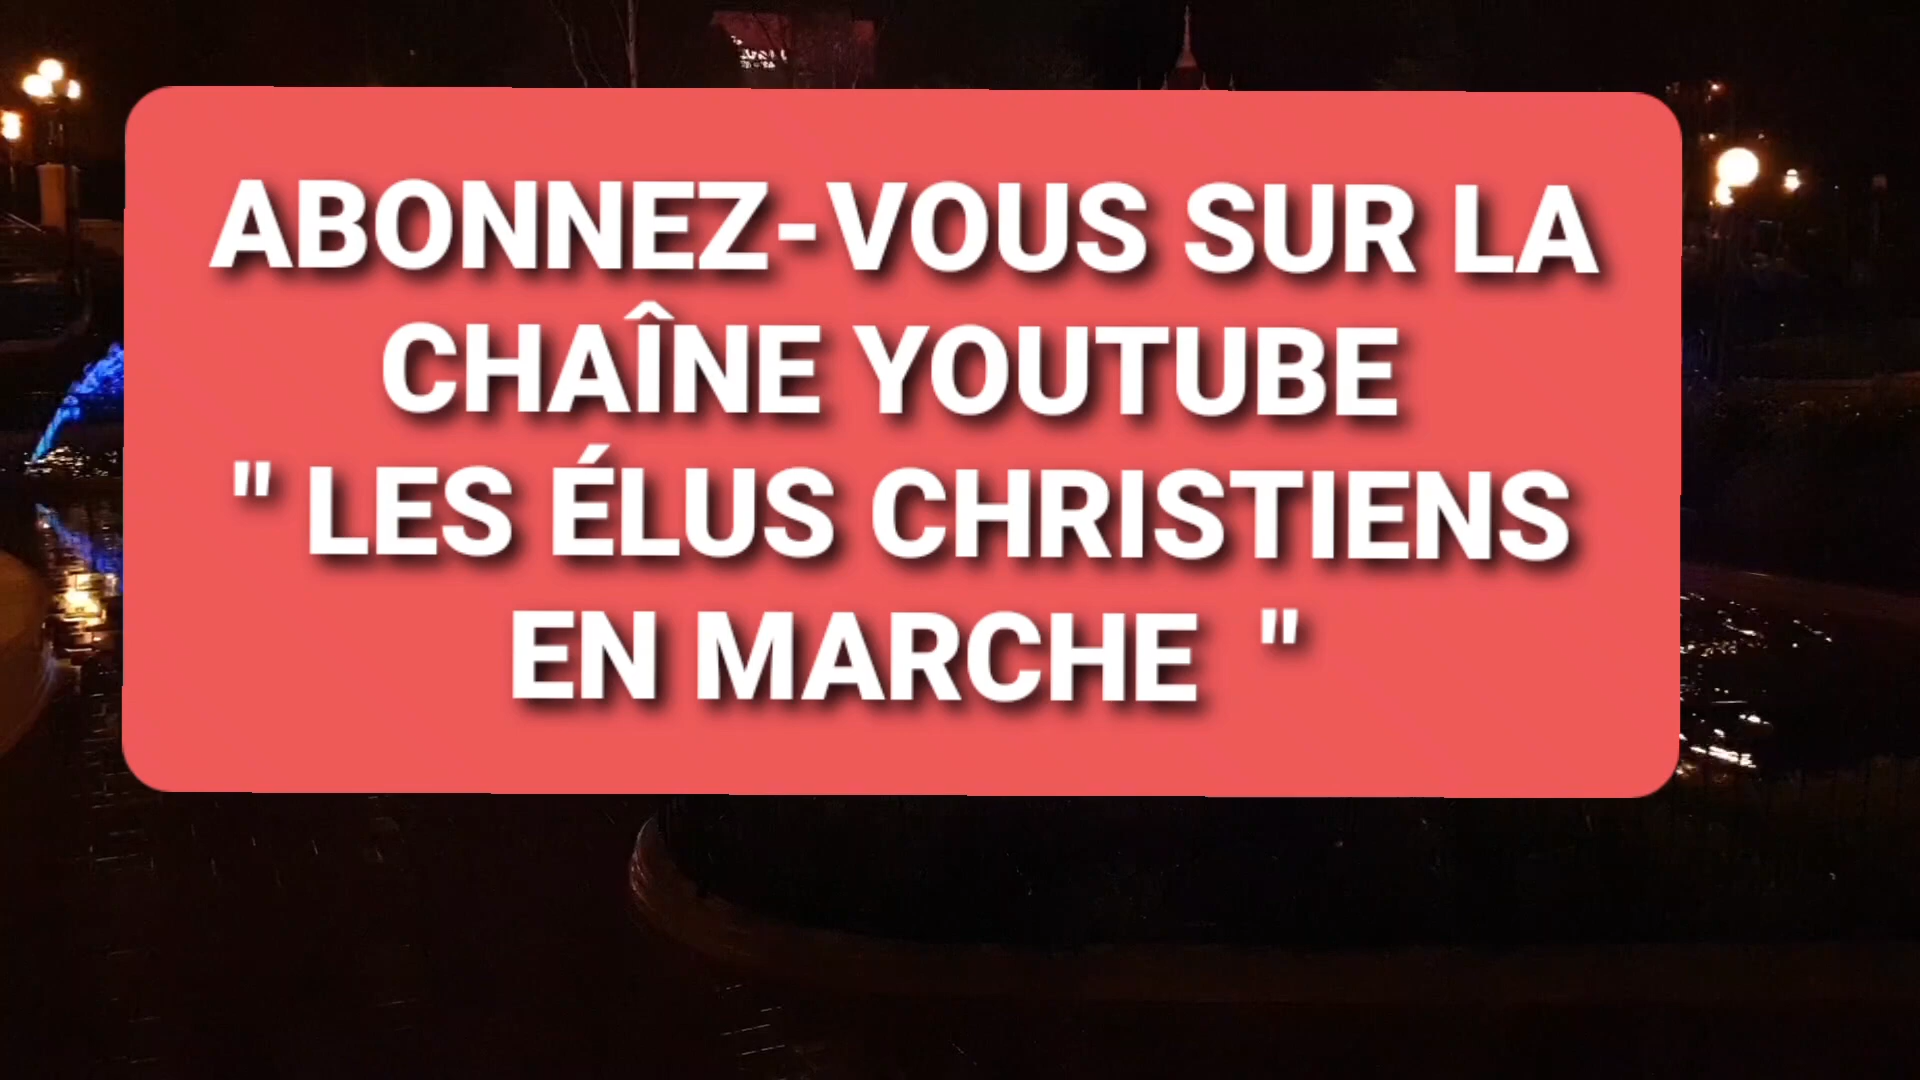 ABONNEZ-VOUS SUR LA
CHAÎNE YOUTUBE
" LES ÉLUS CHRISTIENS
EN MARCHE "